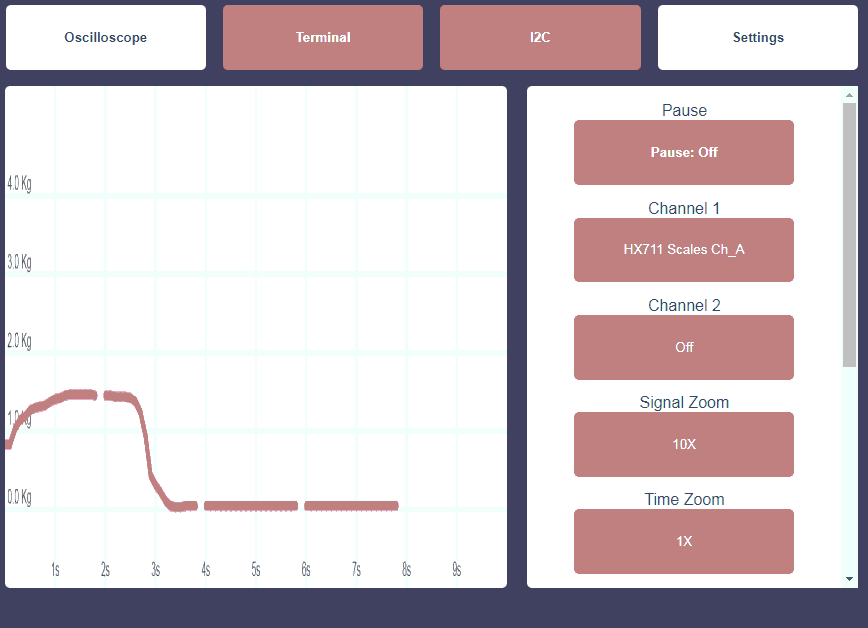 Oscilloscope
Terminal
I2C
Settings
4.0 Kg
3.0 Kg
2.0 Kg
1.0 Kg
0.0 Kg
1s
2s
3s
4s
5s
6s
7s
8s
9s
Pause
Pause: Off
Channel 1
HX711 Scales Ch_A
Channel 2
Off
Signal Zoom
10X
Time Zoom
1X